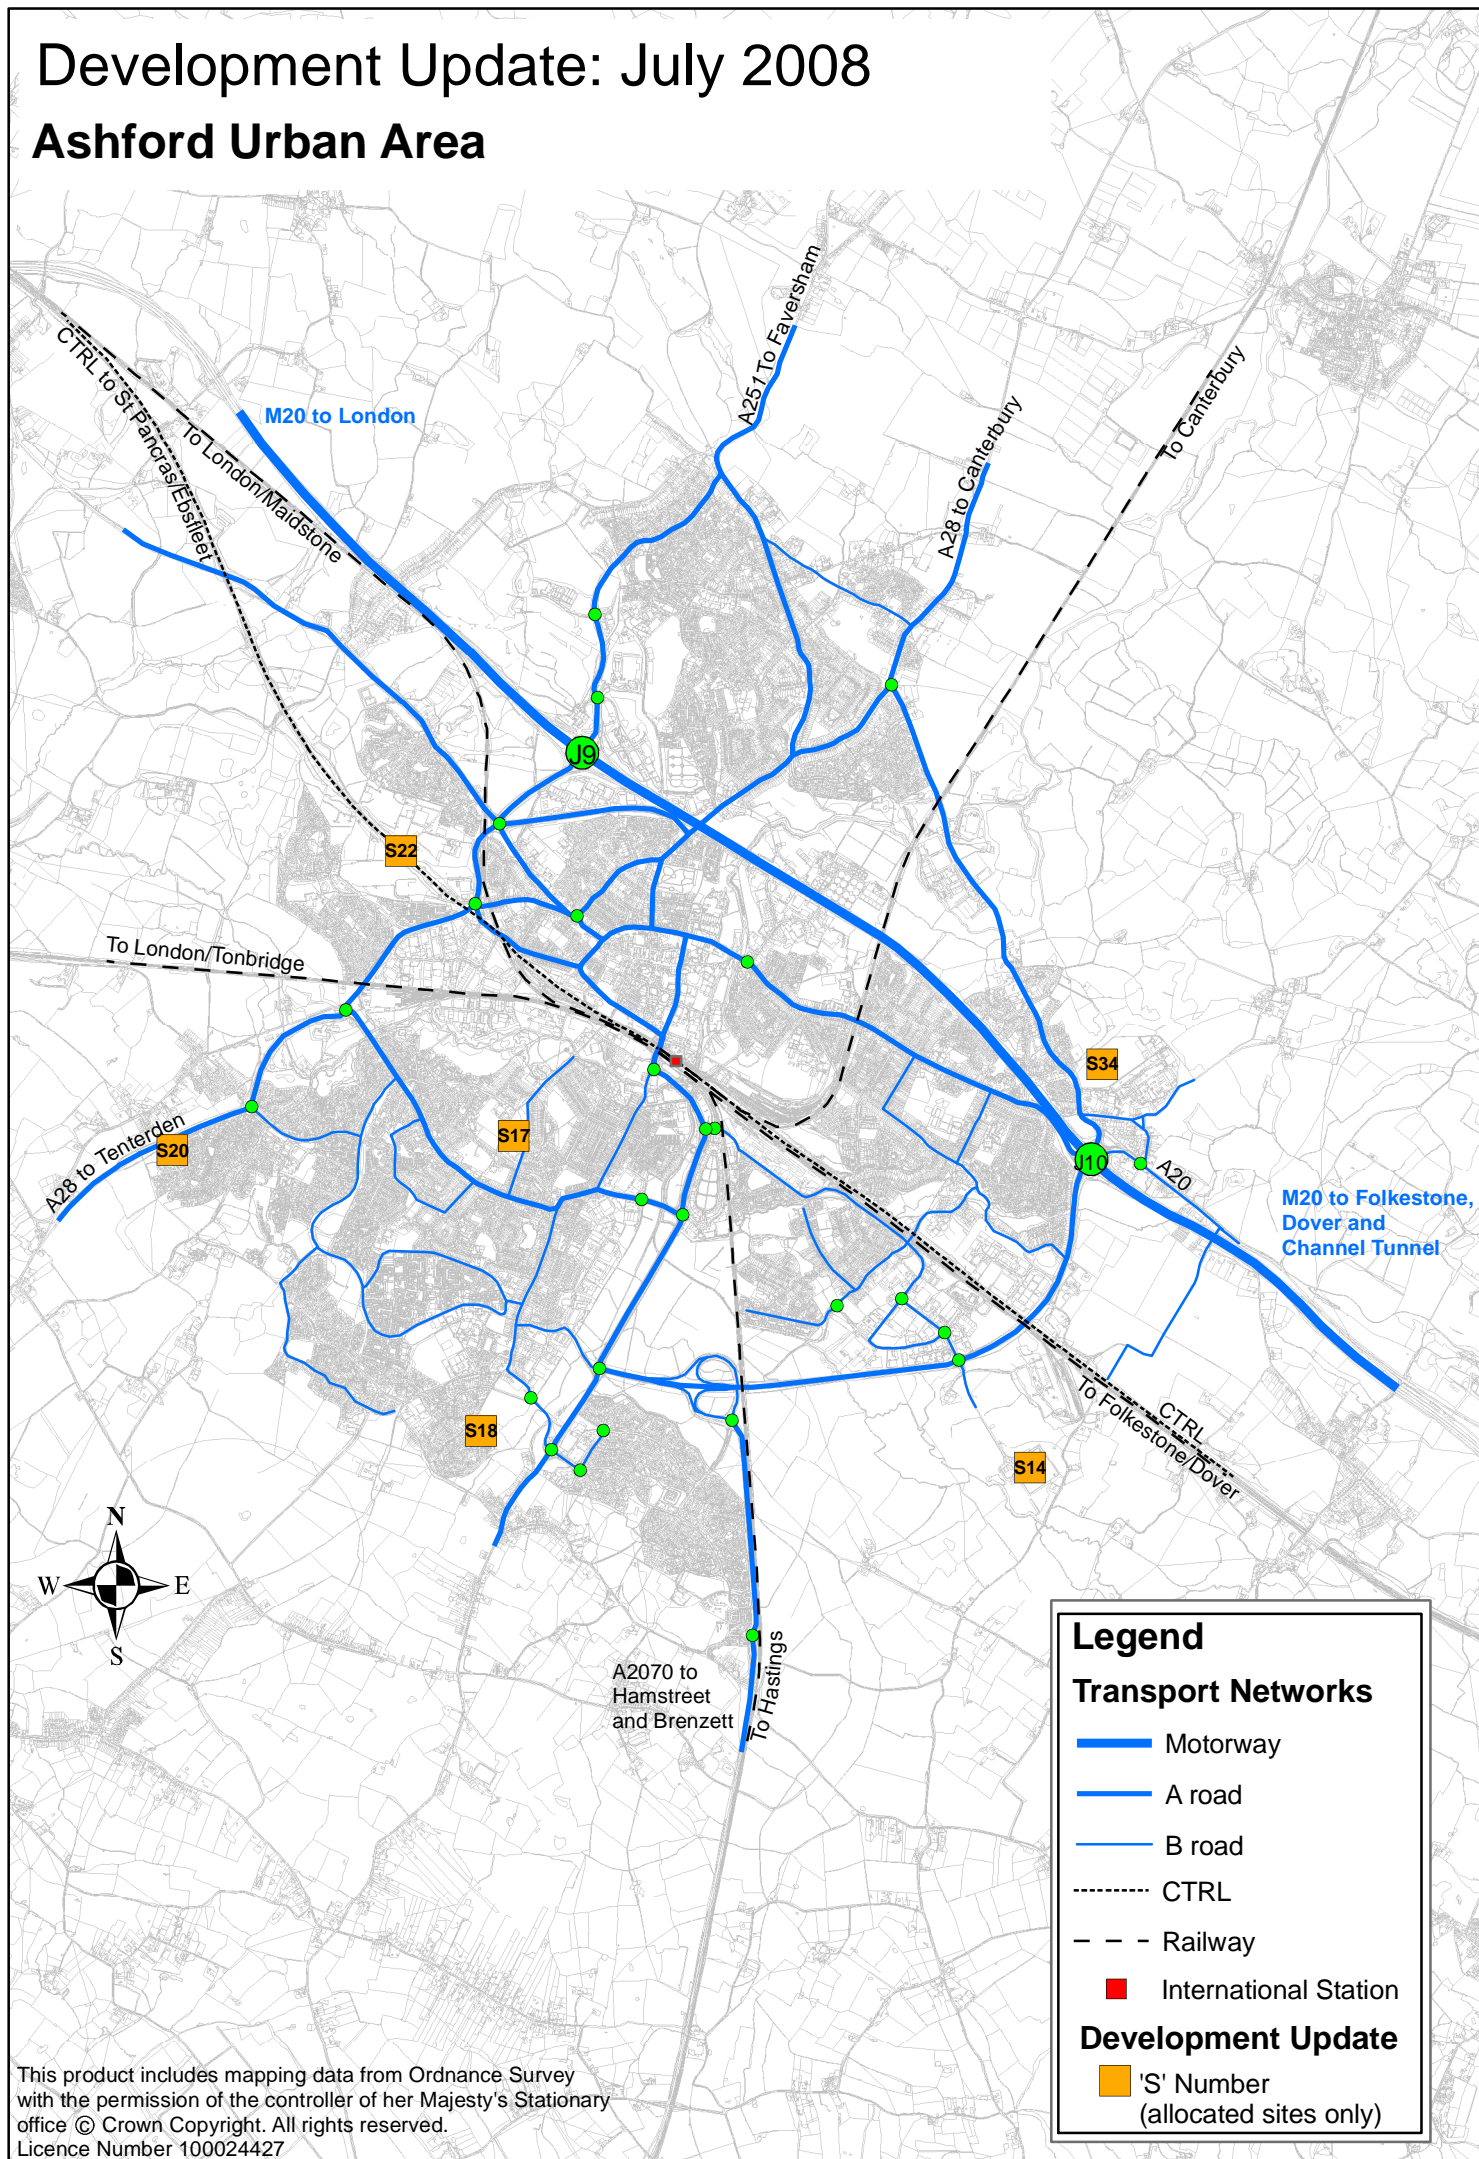 Development Update: July 2008
Ashford Urban Area
A251 To Faversham
CTRL to St Pancras/Ebsfleet
M20 to London
To London/Maidstone
A28 to Canterbury
To Canterbury
J9
S22
To London/Tonbridge
S34
S17
S20
A28 to Tenterden
J10
A20
M20 to Folkestone,
Dover and
Channel Tunnel
S18
S14
CTRL
To Folkestone/Dover
N
W
E
S
A2070 to
Hamstreet
and Brenzett
To Hastings
Legend
Transport Networks
Motorway
A road
B road
CTRL
Railway
International Station
Development Update
'S' Number
(allocated sites only)
This product includes mapping data from Ordnance Survey
with the permission of the controller of her Majesty's Stationary
office © Crown Copyright. All rights reserved.
Licence Number 100024427